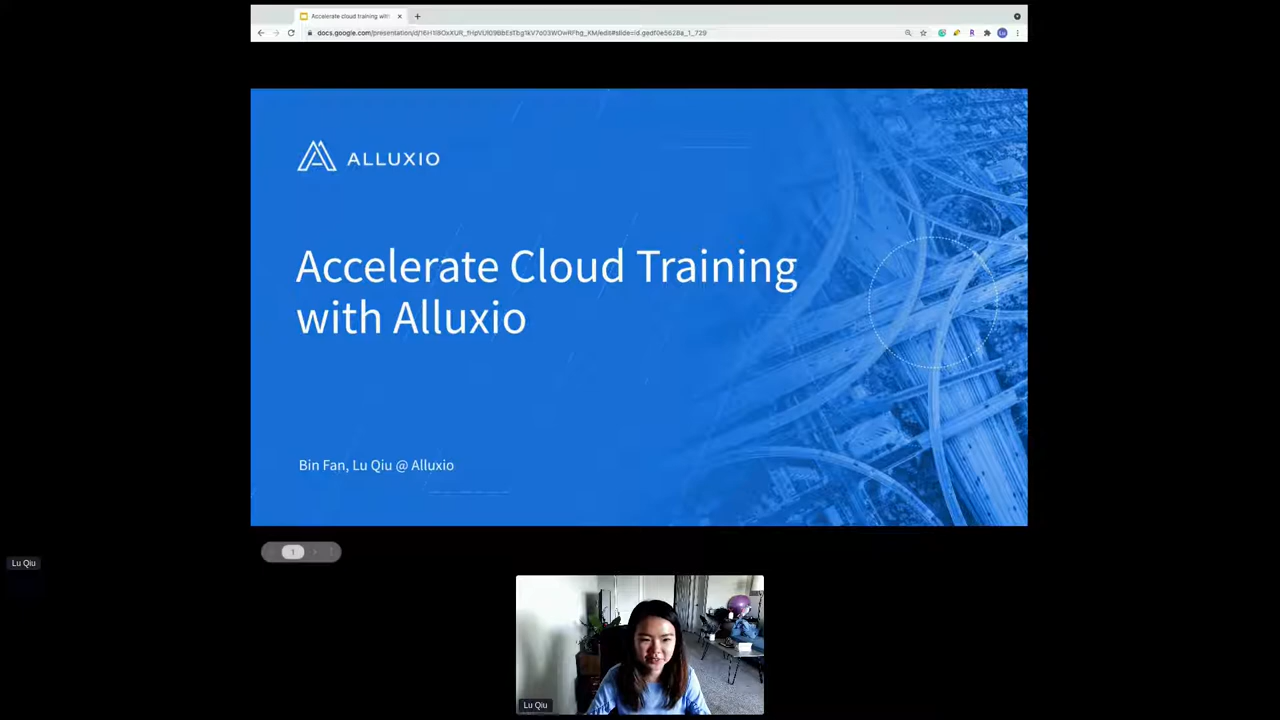 Accelerate cloud training with
ALLUXIO
Accelerate Cloud Training
with Alluxio
Bin Fan, Lu Qiu @ Alluxio
1
Lu Qiu
Lu Qiu